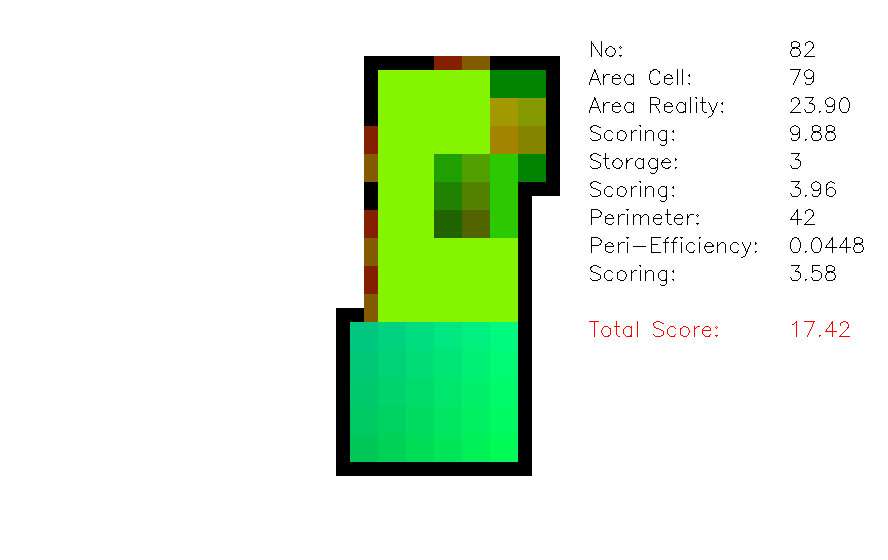 No: 82
Area Cell: 79
Area Reality: 23.90
Scoring: 9.88
Storage: 3
Scoring: 3.96
Perimeter: 42
Peri-Efficiency: 0.0448
Scoring: 3.58
Total Score: 17.42